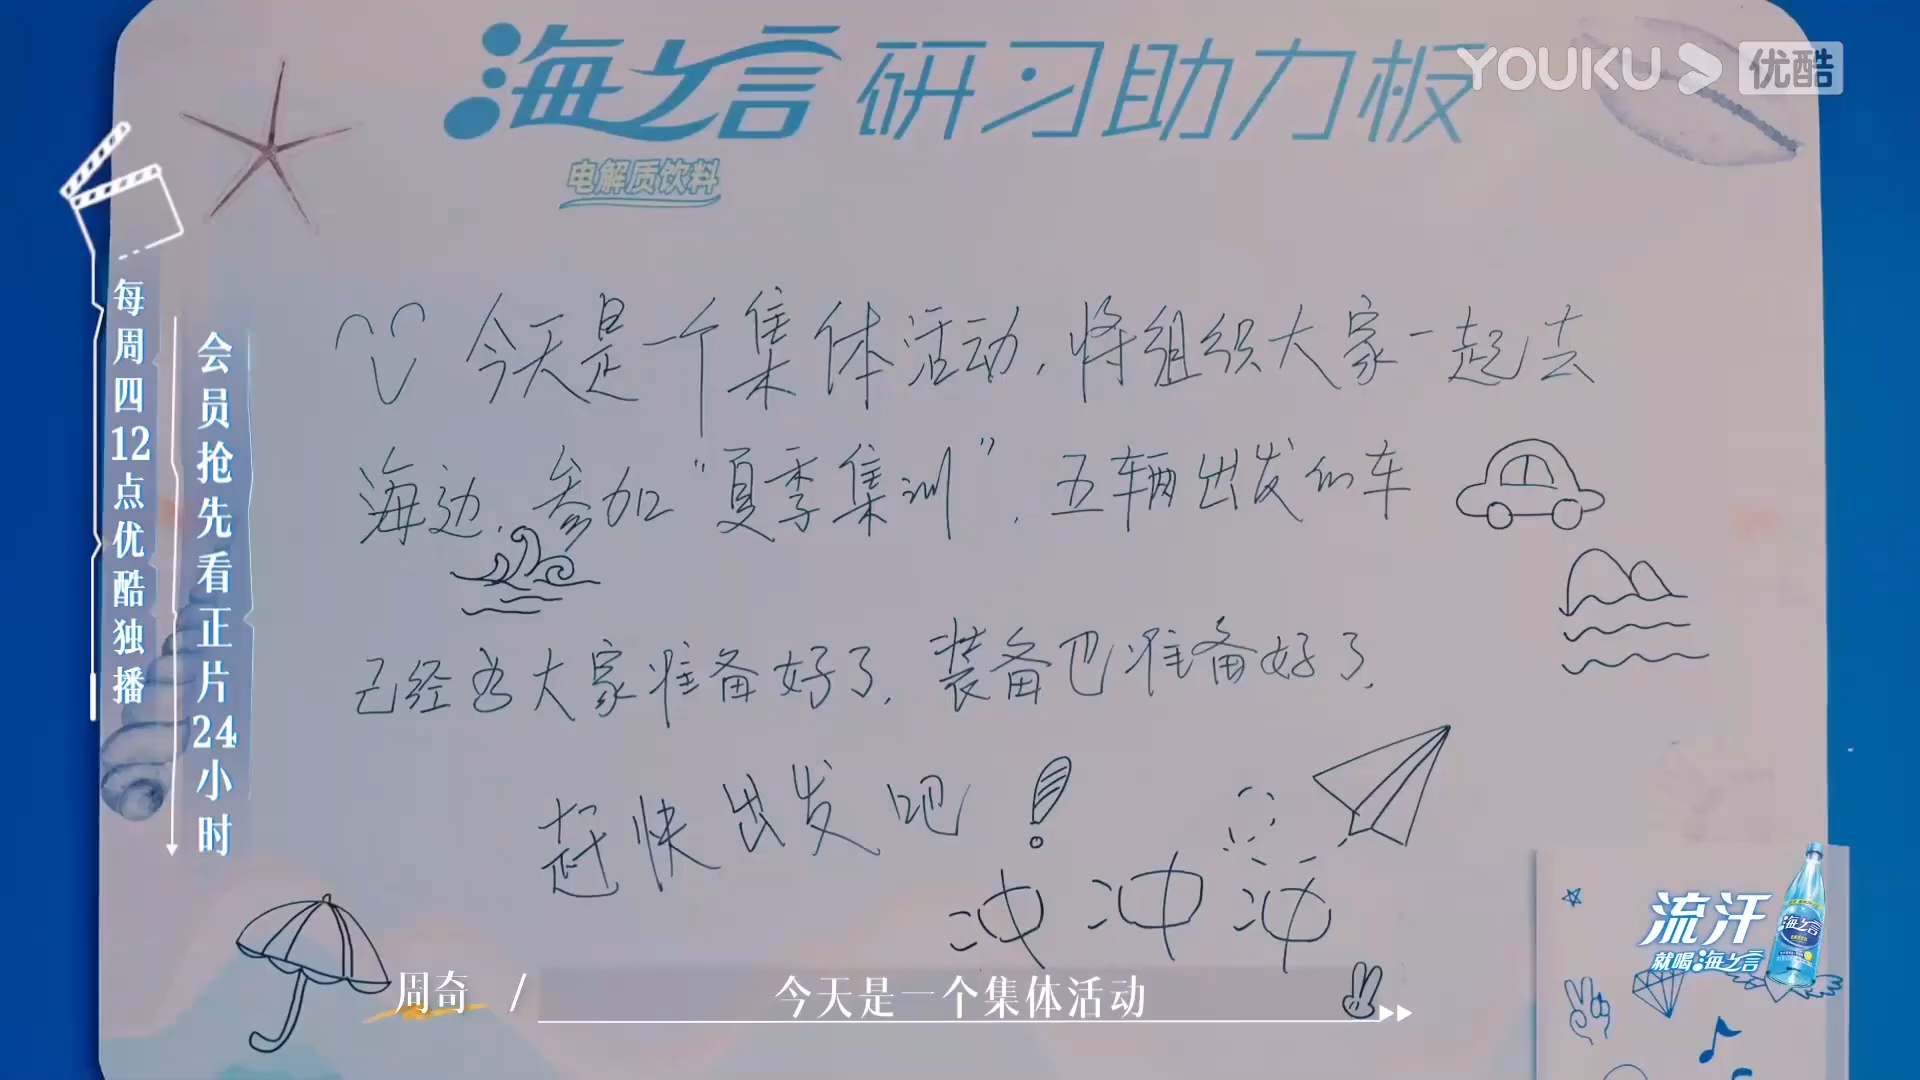 海之言 研习助力板
电解质饮料
YOUKU 优酷
每周四12点优酷独播
会员抢先看正片24小时
今天是一个集体活动,将组织大家一起去
海边,参加“夏季集训”,五辆出发的车
已经为大家准备好了,装备也准备好了,
赶快出发吧!
冲冲冲
流汗
就喝海之言
海之言
周奇 / 今天是一个集体活动